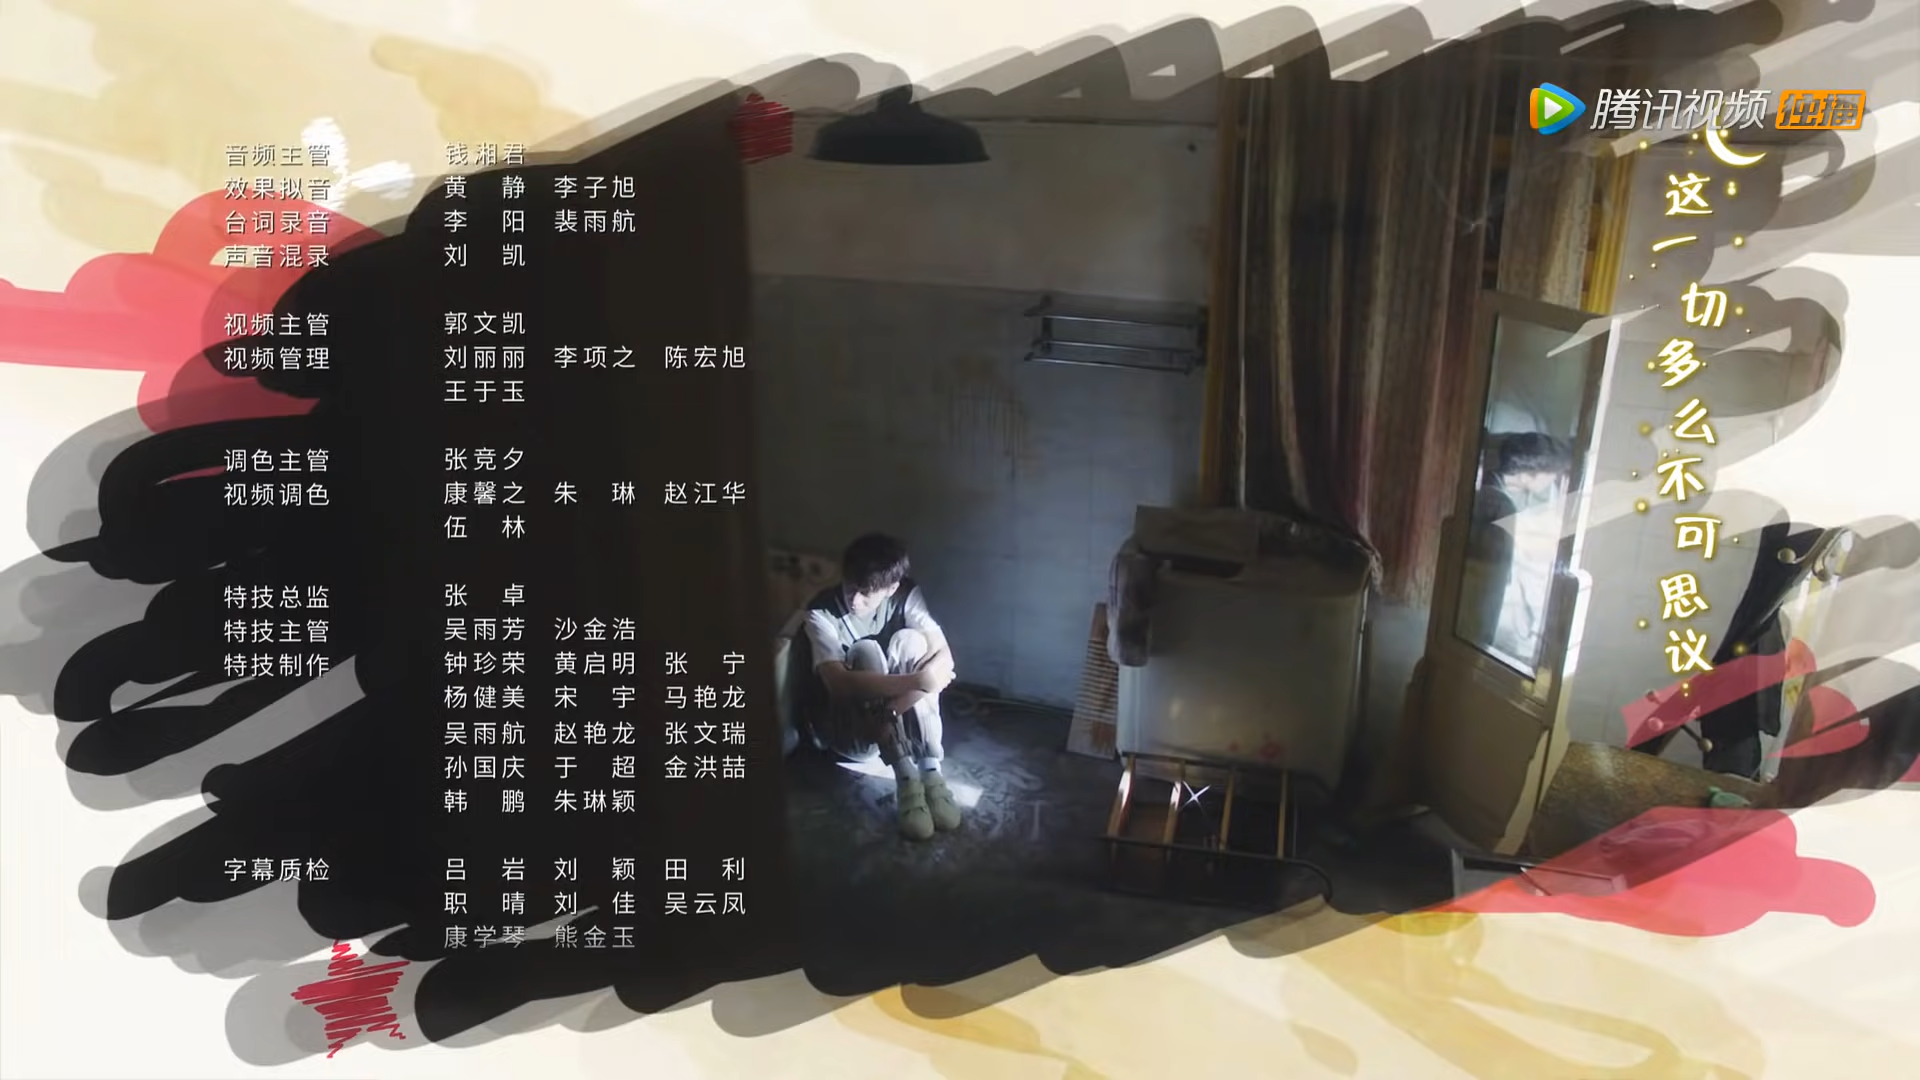 腾讯视频 独播
音频主管 钱湘君
效果拟音 黄 静 李子旭
台词录音 李 阳 裴雨航
声音混录 刘 凯
视频主管 郭文凯
视频管理 刘丽丽 李项之 陈宏旭
王于玉
调色主管 张竞夕
视频调色 康馨之 朱 琳 赵江华
伍 林
特技总监 张 卓
特技主管 吴雨芳 沙金浩
特技制作 钟珍荣 黄启明 张 宁
杨健美 宋 宇 马艳龙
吴雨航 赵艳龙 张文瑞
孙国庆 于 超 金洪喆
韩 鹏 朱琳颖
字幕质检 吕 岩 刘 颖 田 利
职 晴 刘 佳 吴云凤
康学琴 熊金玉
这一切多么不可思议